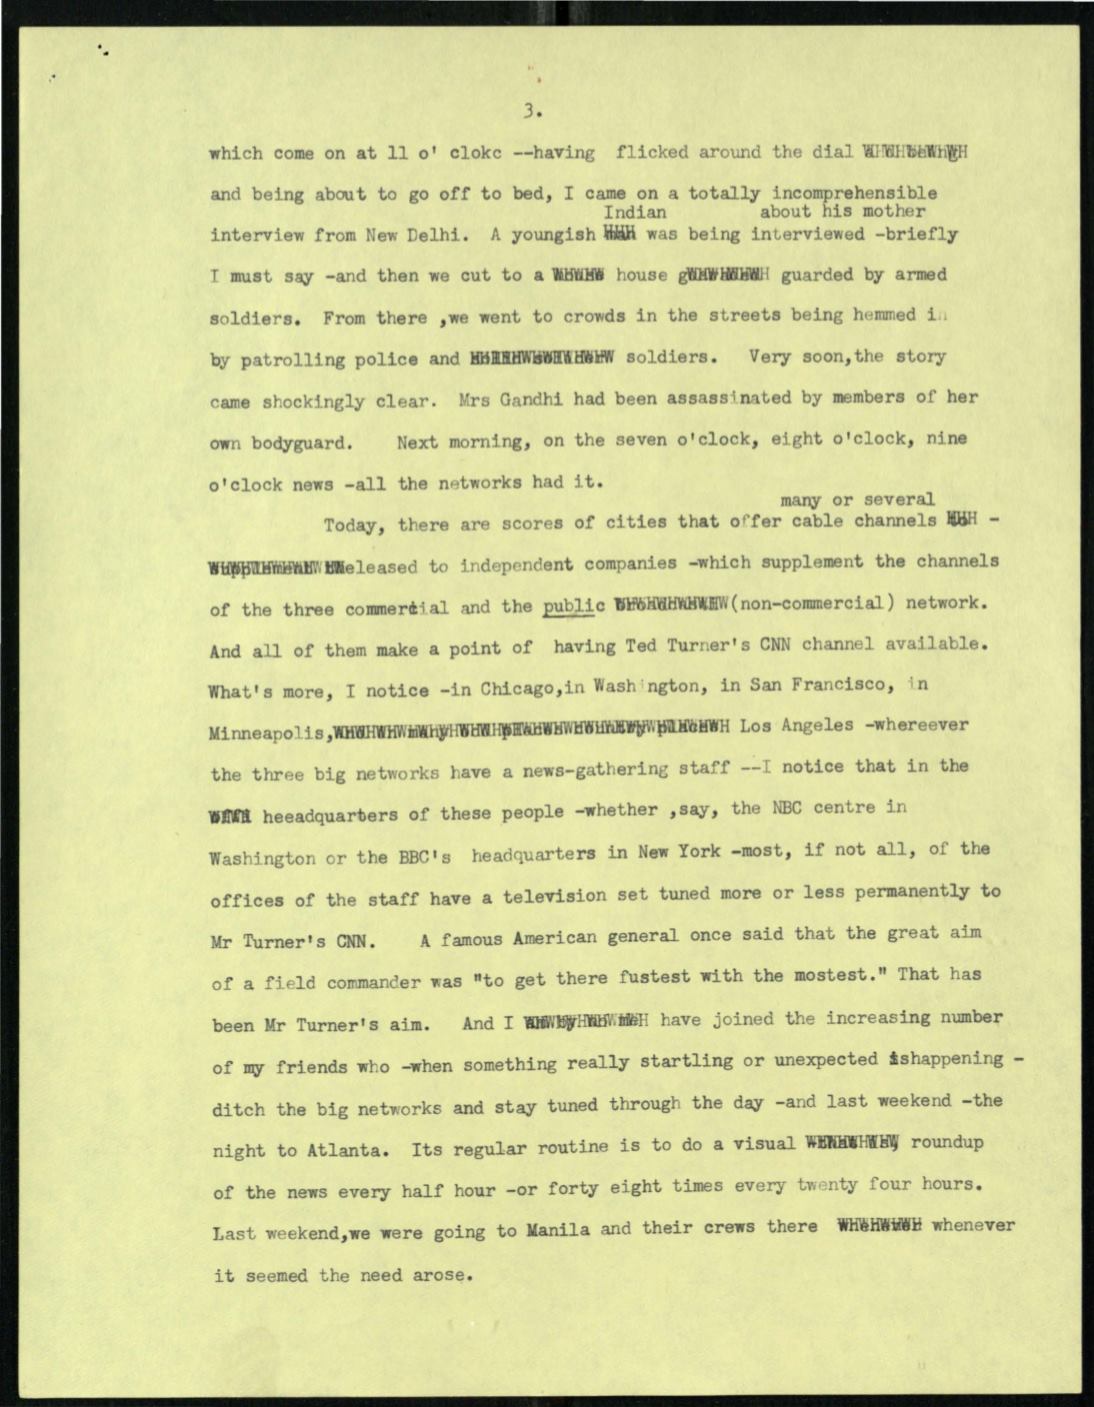 3.
which come on at 11 o' clokc --having flicked around the dial
and being about to go off to bed, I came on a totally incomprehensible
Indian about his mother
interview from New Delhi. A youngish was being interviewed -briefly
I must say -and then we cut to a house guarded by armed
soldiers. From there ,we went to crowds in the streets being hemmed in
by patrolling police and soldiers. Very soon,the story
came shockingly clear. Mrs Gandhi had been assassinated by members of her
own bodyguard. Next morning, on the seven o'clock, eight o'clock, nine
o'clock news -all the networks had it.
many or several
Today, there are scores of cities that offer cable channels -
eleased to independent companies -which supplement the channels
of the three commercial and the public (non-commercial) network.
And all of them make a point of having Ted Turner's CNN channel available.
What's more, I notice -in Chicago,in Washington, in San Francisco, in
Minneapolis, Los Angeles -whereever
the three big networks have a news-gathering staff --I notice that in the
heeadquarters of these people -whether ,say, the NBC centre in
Washington or the BBC's headquarters in New York -most, if not all, of the
offices of the staff have a television set tuned more or less permanently to
Mr Turner's CNN. A famous American general once said that the great aim
of a field commander was "to get there fustest with the mostest." That has
been Mr Turner's aim. And I have joined the increasing number
of my friends who -when something really startling or unexpected ishappening -
ditch the big networks and stay tuned through the day -and last weekend -the
night to Atlanta. Its regular routine is to do a visual roundup
of the news every half hour -or forty eight times every twenty four hours.
Last weekend,we were going to Manila and their crews there whenever
it seemed the need arose.